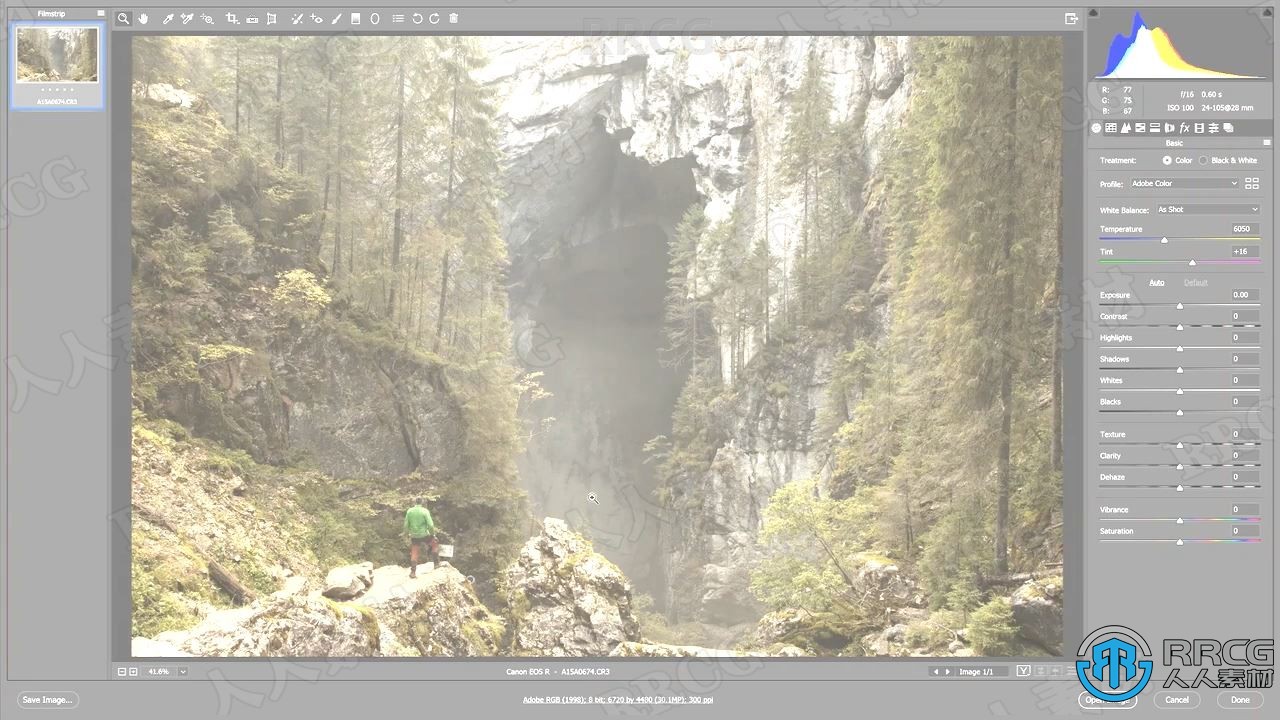 Filmstrip
A1SA0674.CR3
RRCG
f/16 0.60 s
ISO 100 24-105@28 mm
R: 77
G: 75
B: 67
Basic
Treatment: Color Black & White
Profile: Adobe Color
White Balance: As Shot
Temperature 6050
Tint +16
Auto Default
Exposure 0.00
Contrast 0
Highlights 0
Shadows 0
Whites 0
Blacks 0
Texture 0
Clarity 0
Dehaze 0
Vibrance 0
Saturation 0
41.6%
Canon EOS R - A1SA0674.CR3
Image 1/1
Y
RRCG
人人素材
Save Image...
Adobe RGB (1998); 8 bit; 6720 by 4480 (30.1MP); 300 ppi
Cancel
Done